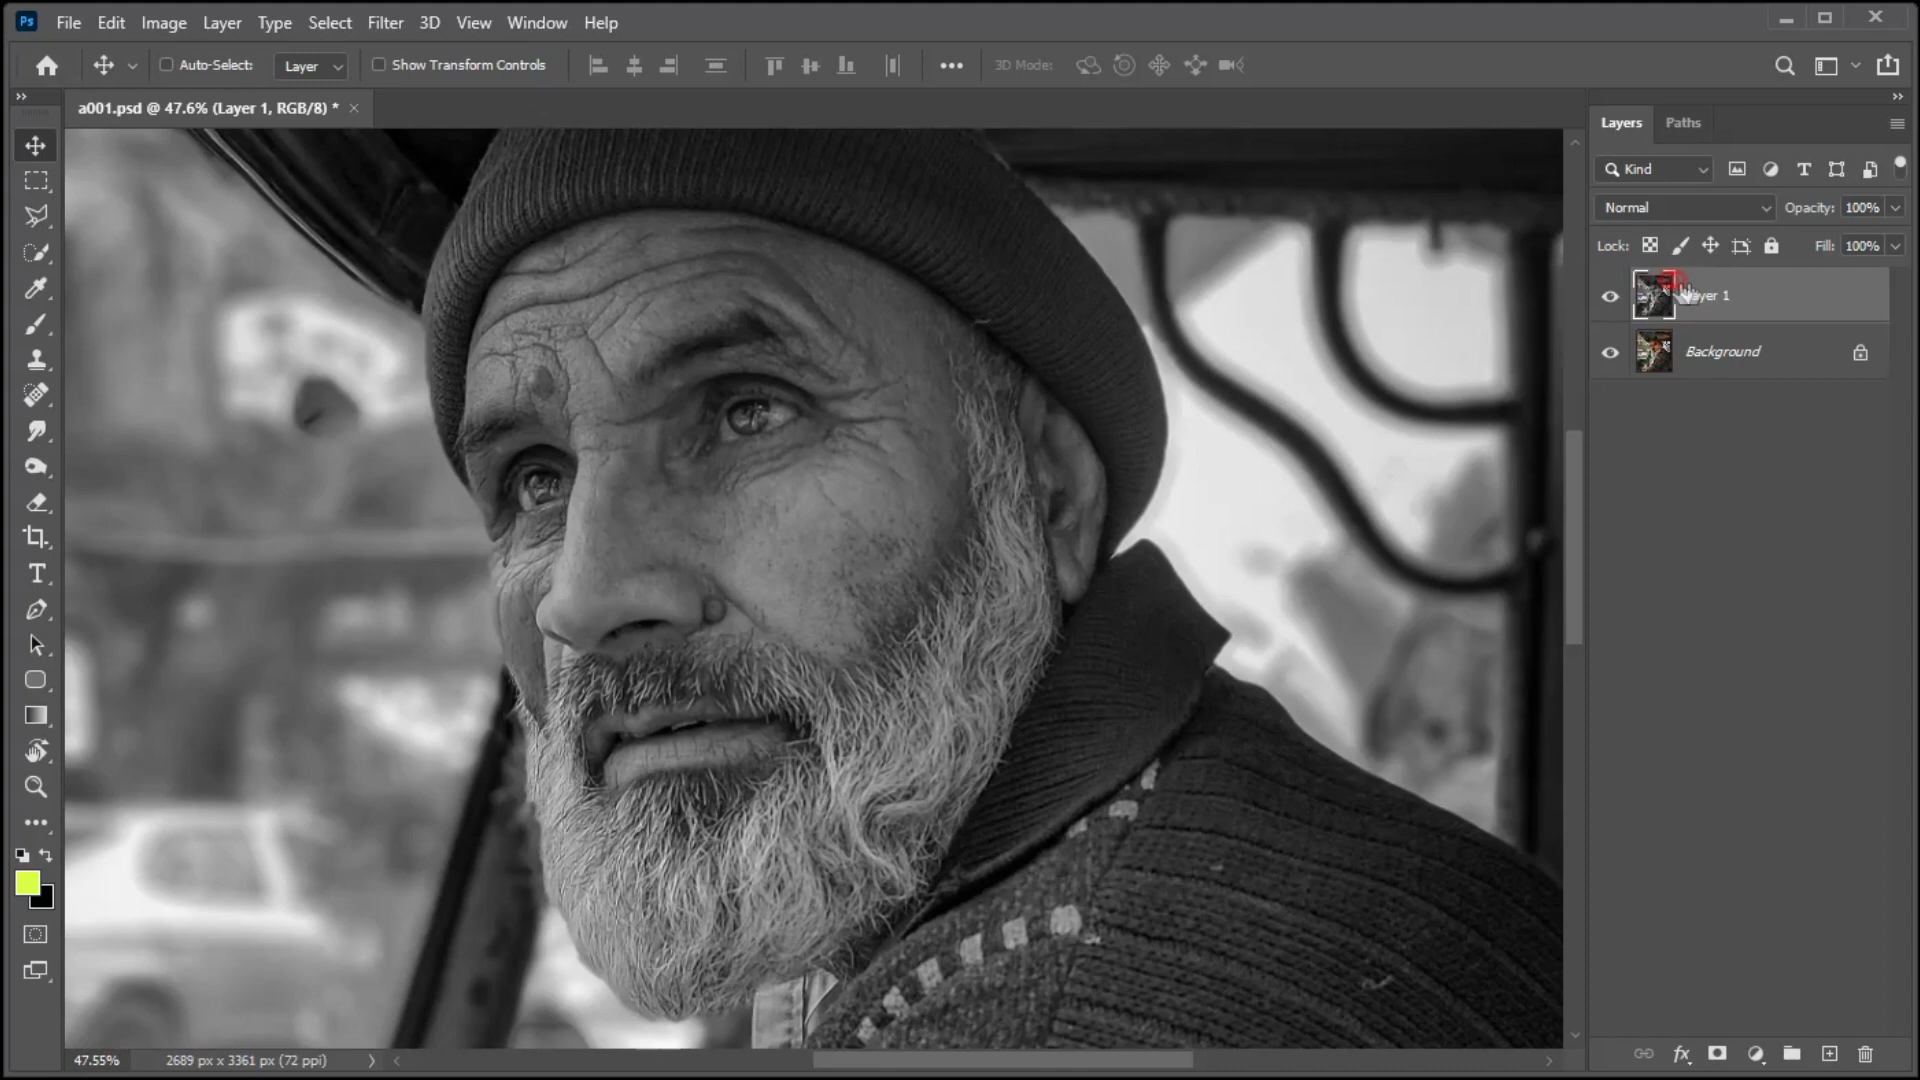 Ps File Edit Image Layer Type Select Filter 3D View Window Help
Auto-Select: Layer Show Transform Controls 3D Mode:
a001.psd @ 47.6% (Layer 1, RGB/8) *
Layers Paths
Kind
Normal Opacity: 100%
Lock: Fill: 100%
Layer 1
Background
47.55% 2689 px x 3361 px (72 ppi)